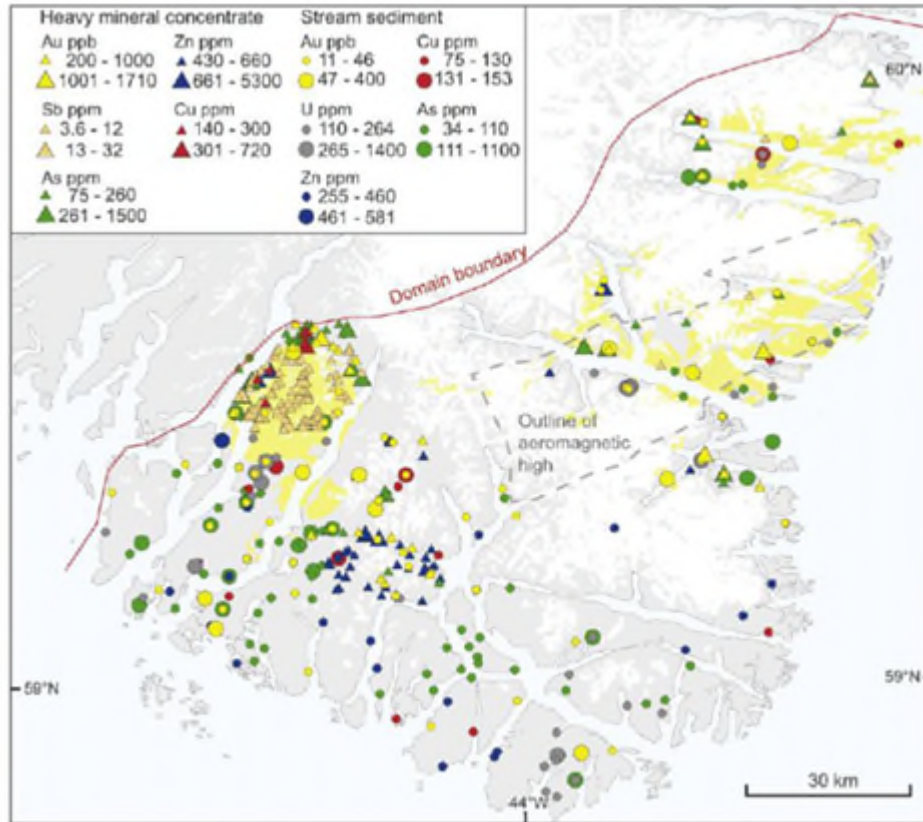 Heavy mineral concentrate
Au ppb
200 - 1000
1001 - 1710
Zn ppm
430 - 660
661 - 5300
Sb ppm
3.6 - 12
13 - 32
Cu ppm
140 - 300
301 - 720
As ppm
75 - 260
261 - 1500
Stream sediment
Au ppb
11 - 46
47 - 400
Cu ppm
75 - 130
131 - 153
U ppm
110 - 264
265 - 1400
As ppm
34 - 110
111 - 1100
Zn ppm
255 - 460
461 - 581
60°N
Domain boundary
Outline of
aeromagnetic
high
59°N
59°N
44°W
30 km